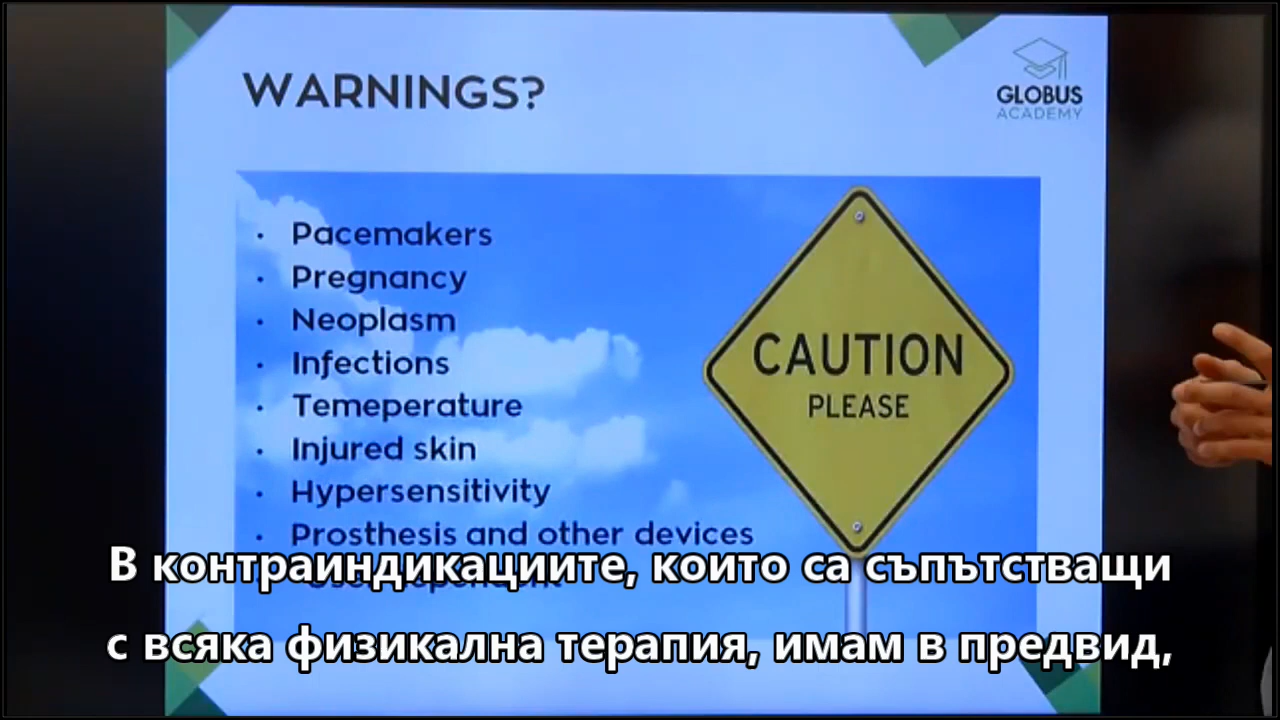 WARNINGS?
GLOBUS
ACADEMY
• Pacemakers
• Pregnancy
• Neoplasm
• Infections
• Temeperature
• Injured skin
• Hypersensitivity
• Prosthesis and other devices
CAUTION
PLEASE
В контраиндикациите, които са съпътстващи
с всяка физикална терапия, имам в предвид,